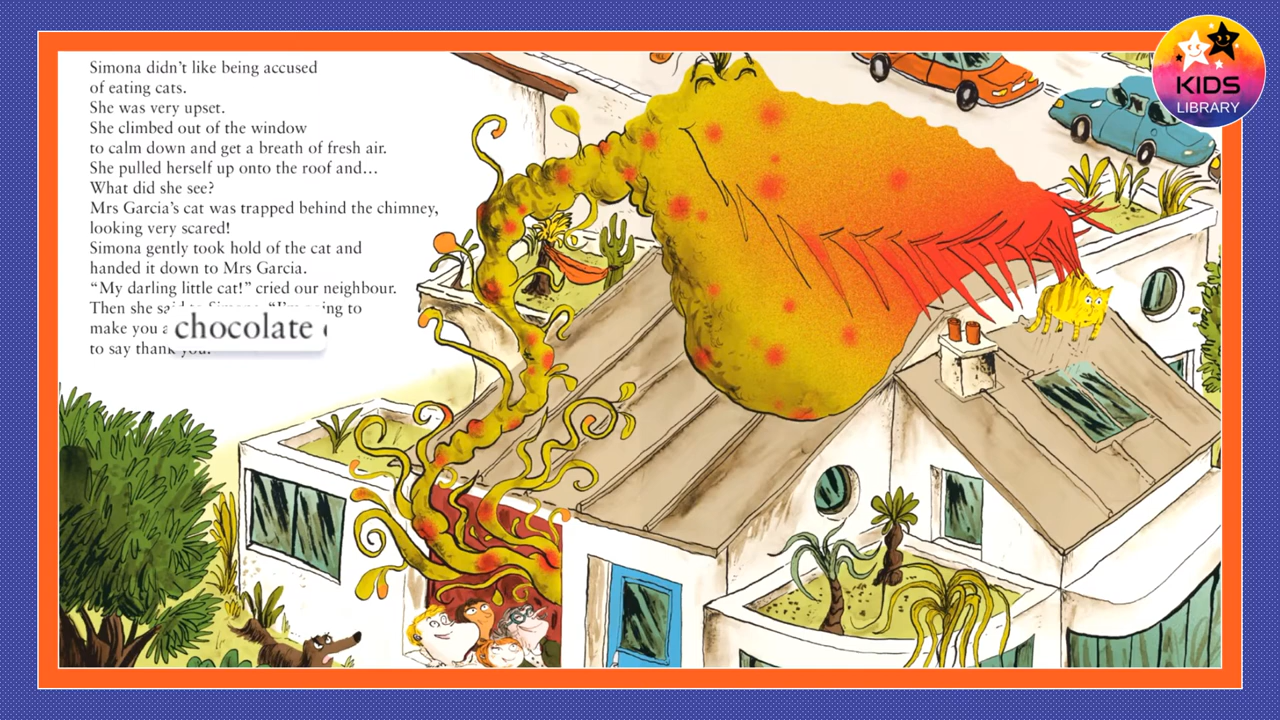 Simona didn't like being accused
of eating cats.
She was very upset.
She climbed out of the window
to calm down and get a breath of fresh air.
She pulled herself up onto the roof and…
What did she see?
Mrs Garcia's cat was trapped behind the chimney,
looking very scared!
Simona gently took hold of the cat and
handed it down to Mrs Garcia.
“My darling little cat!” cried our neighbour.
Then she said to Simona, “I'm going to
make you a chocolate
to say thank you.
KIDS
LIBRARY